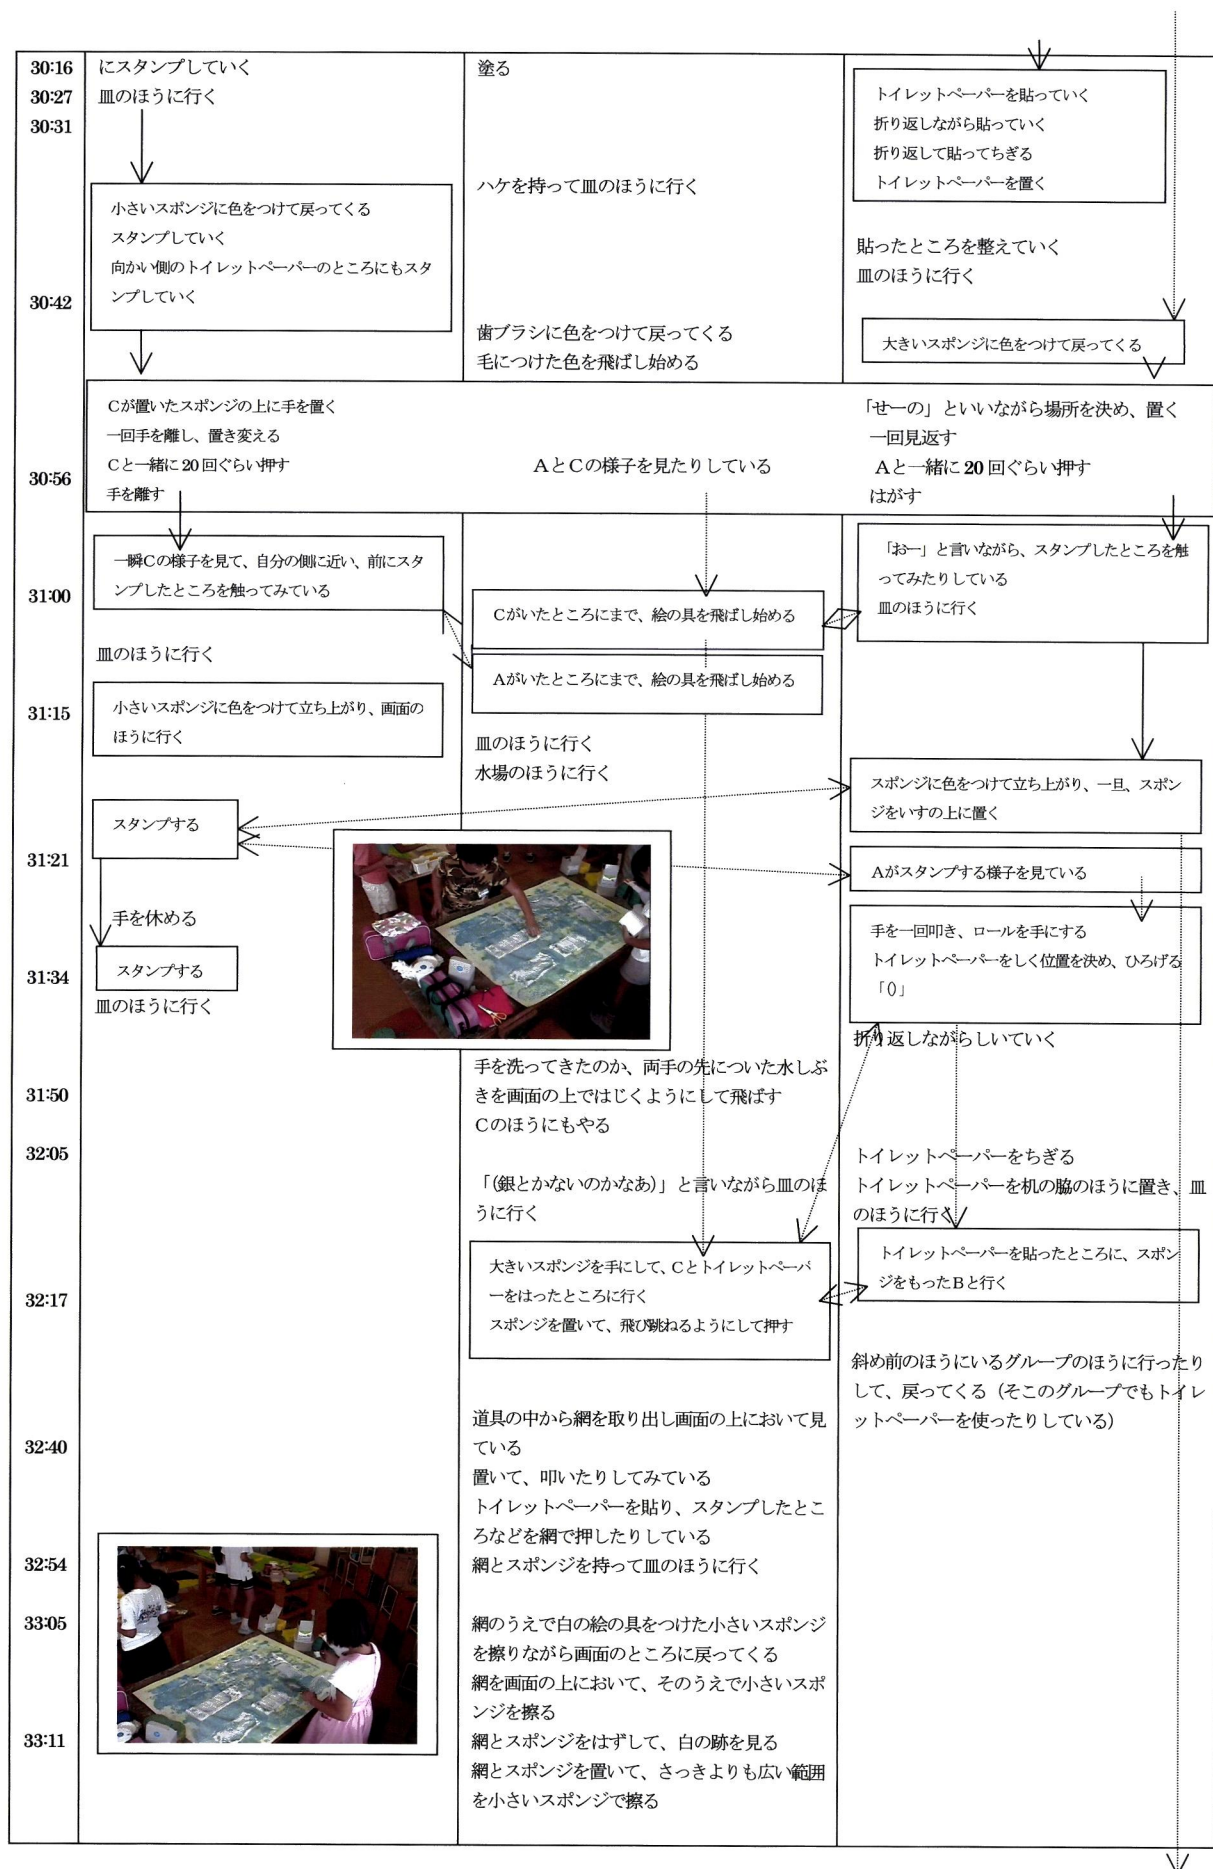 30:16
30:27
30:31
30:42
30:56
31:00
31:15
31:21
31:34
31:50
32:05
32:17
32:40
32:54
33:05
33:11
にスタンプしていく
皿のほうに行く
小さいスポンジに色をつけて戻ってくる
スタンプしていく
向かい側のトイレットペーパーのところにもスタ
ンプしていく
Cが置いたスポンジの上に手を置く
一回手を離し、置き変える
Cと一緒に 20 回ぐらい押す
手を離す
一瞬Cの様子を見て、自分の側に近い、前にスタ
ンプしたところを触ってみている
皿のほうに行く
小さいスポンジに色をつけて立ち上がり、画面の
ほうに行く
スタンプする
手を休める
スタンプする
皿のほうに行く
塗る
ハケを持って皿のほうに行く
歯ブラシに色をつけて戻ってくる
毛につけた色を飛ばし始める
AとCの様子を見たりしている
Cがいたところにまで、絵の具を飛ばし始める
Aがいたところにまで、絵の具を飛ばし始める
皿のほうに行く
水場のほうに行く
手を洗ってきたのか、両手の先についた水しぶ
きを画面の上ではじくようにして飛ばす
Cのほうにもやる
「(銀とかないのかなあ)」と言いながら皿のほ
うに行く
大きいスポンジを手にして、Cとトイレットペーパ
ーをはったところに行く
スポンジを置いて、飛び跳ねるようにして押す
道具の中から網を取り出し画面の上において見
ている
置いて、叩いたりしてみている
トイレットペーパーを貼り、スタンプしたとこ
ろなどを網で押したりしている
網とスポンジを持って皿のほうに行く
網のうえで白の絵の具をつけた小さいスポンジ
を擦りながら画面のところに戻ってくる
網を画面の上において、そのうえで小さいスポ
ンジを擦る
網とスポンジをはずして、白の跡を見る
網とスポンジを置いて、さっきよりも広い範囲
を小さいスポンジで擦る
トイレットペーパーを貼っていく
折り返しながら貼っていく
折り返して貼ってちぎる
トイレットペーパーを置く
貼ったところを整えていく
皿のほうに行く
大きいスポンジに色をつけて戻ってくる
「せーの」といいながら場所を決め、置く
一回見返す
Aと一緒に 20 回ぐらい押す
はがす
「おー」と言いながら、スタンプしたところを触
ってみたりしている
皿のほうに行く
スポンジに色をつけて立ち上がり、一旦、スポン
ジをいすの上に置く
Aがスタンプする様子を見ている
手を一回叩き、ロールを手にする
トイレットペーパーをしく位置を決め、ひろげる
「()」
折り返しながらしいていく
トイレットペーパーをちぎる
トイレットペーパーを机の脇のほうに置き、皿
のほうに行く
トイレットペーパーを貼ったところに、スポン
ジをもったBと行く
斜め前のほうにいるグループのほうに行ったり
して、戻ってくる（そこのグループでもトイレ
ットペーパーを使ったりしている）